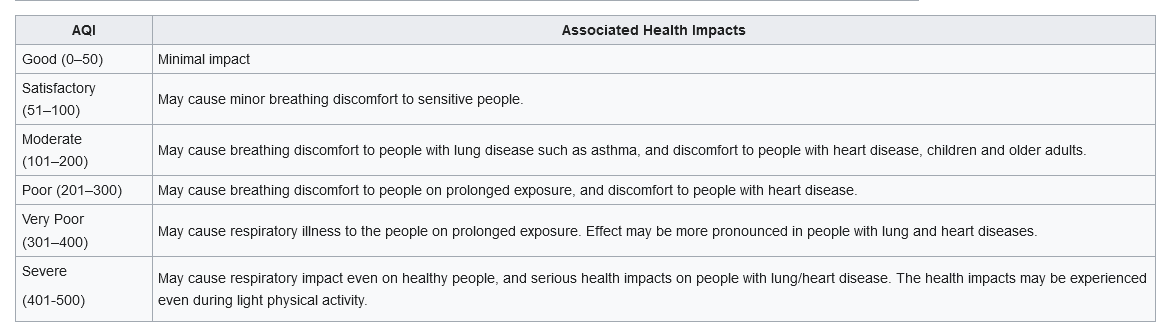 AQI Associated Health Impacts
Good (0–50) Minimal impact
Satisfactory
(51–100)
May cause minor breathing discomfort to sensitive people.
Moderate
(101–200)
May cause breathing discomfort to people with lung disease such as asthma, and discomfort to people with heart disease, children and older adults.
Poor (201–300) May cause breathing discomfort to people on prolonged exposure, and discomfort to people with heart disease.
Very Poor
(301–400)
May cause respiratory illness to the people on prolonged exposure. Effect may be more pronounced in people with lung and heart diseases.
Severe
(401-500)
May cause respiratory impact even on healthy people, and serious health impacts on people with lung/heart disease. The health impacts may be experienced
even during light physical activity.